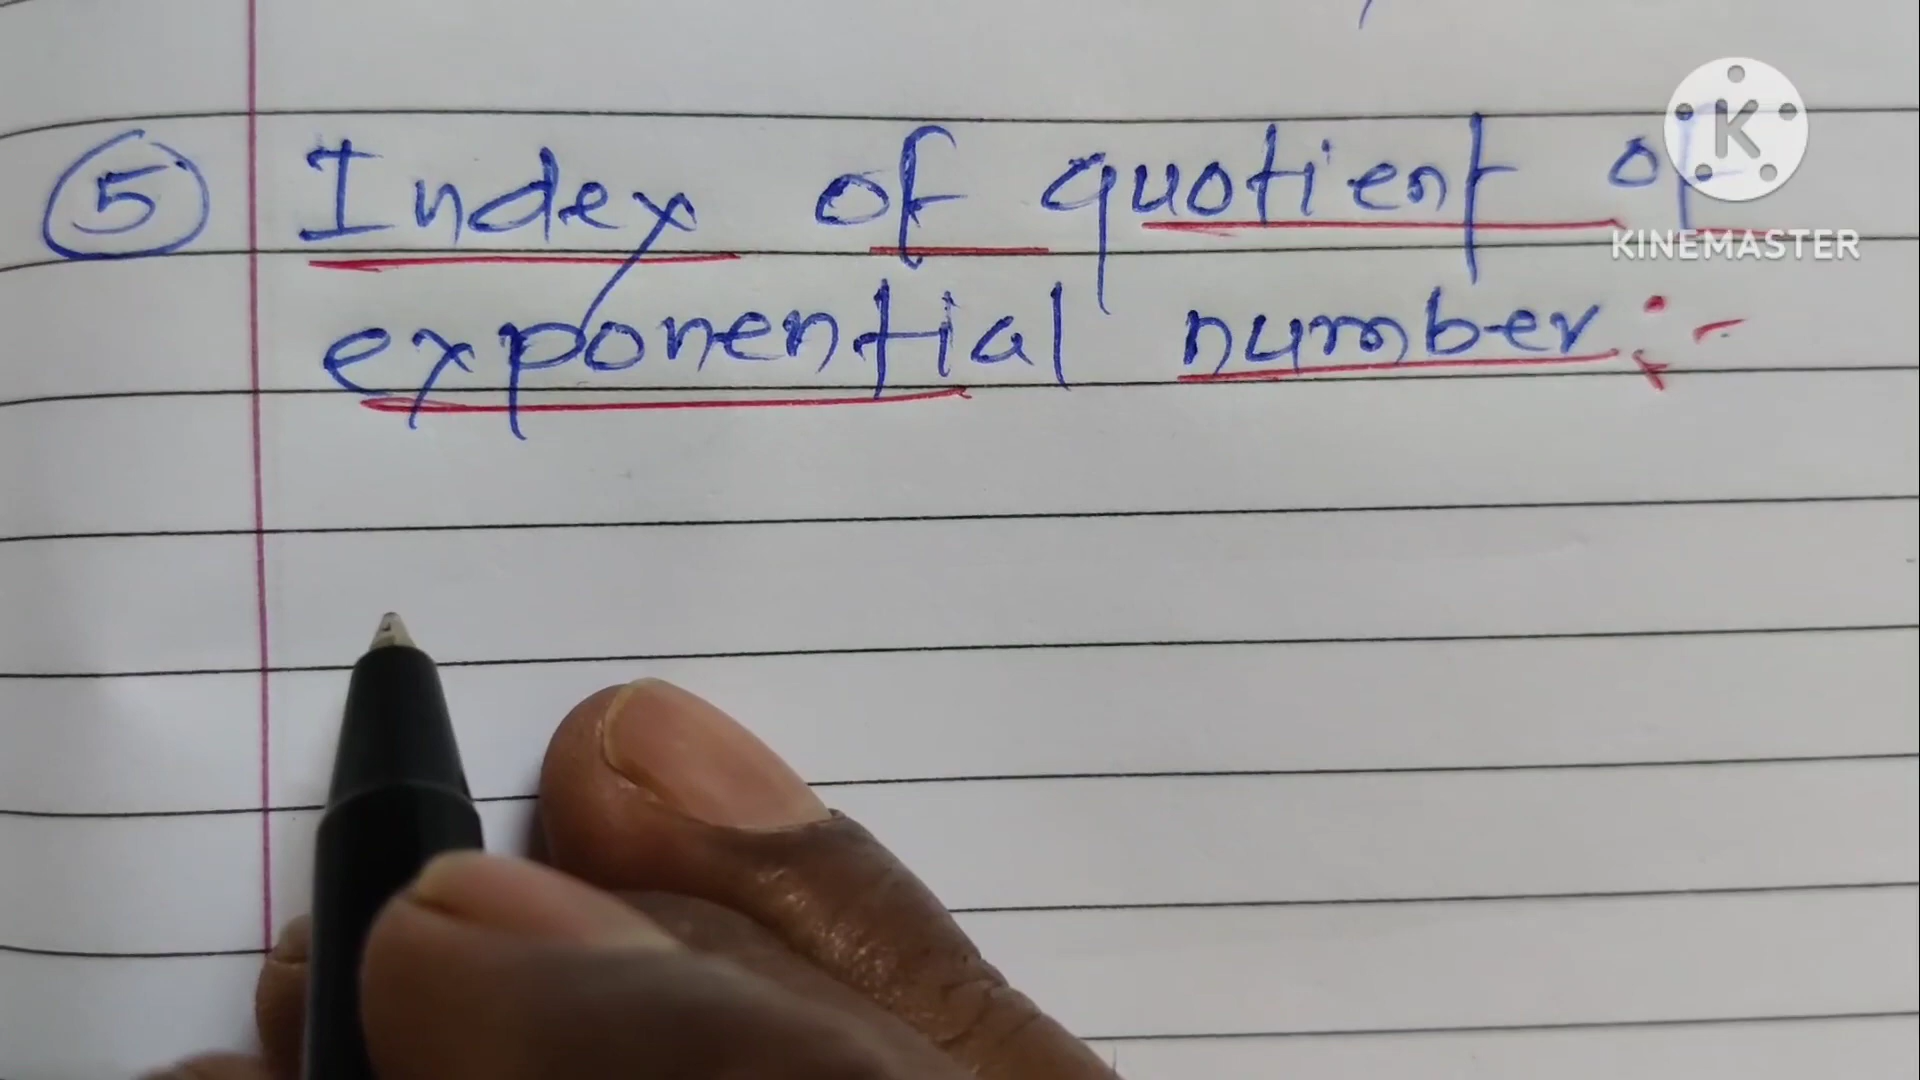 5 Index of quotient of
exponential number :-
K
KINEMASTER